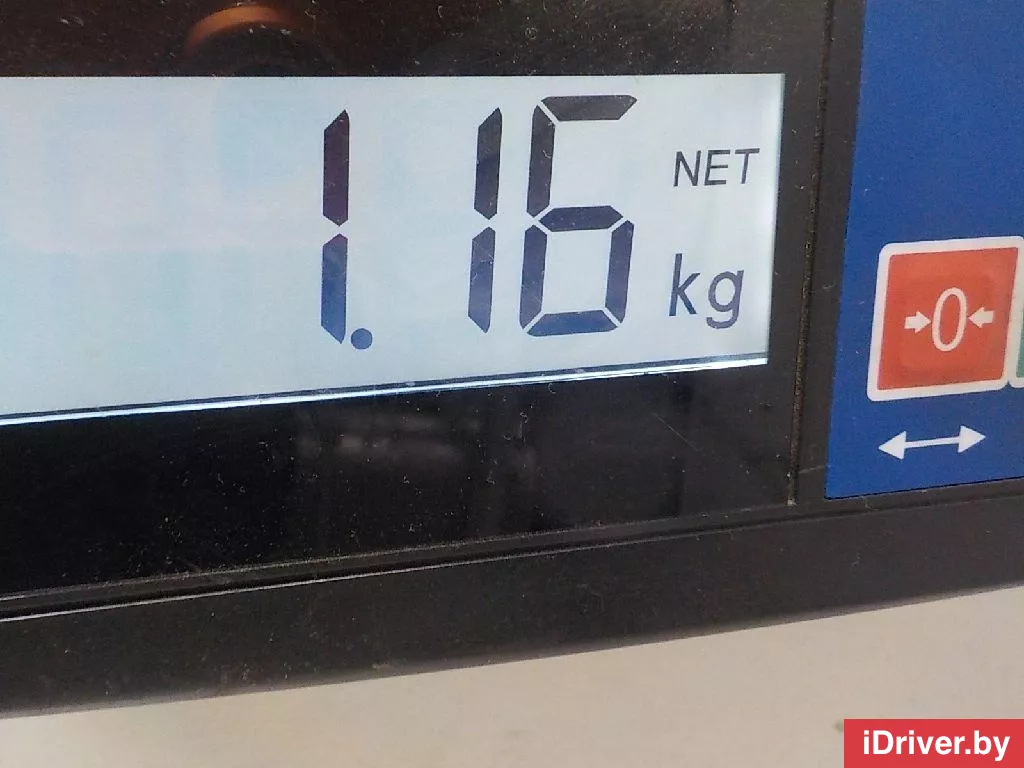 1.16
NET
kg
→0←
iDriver.by